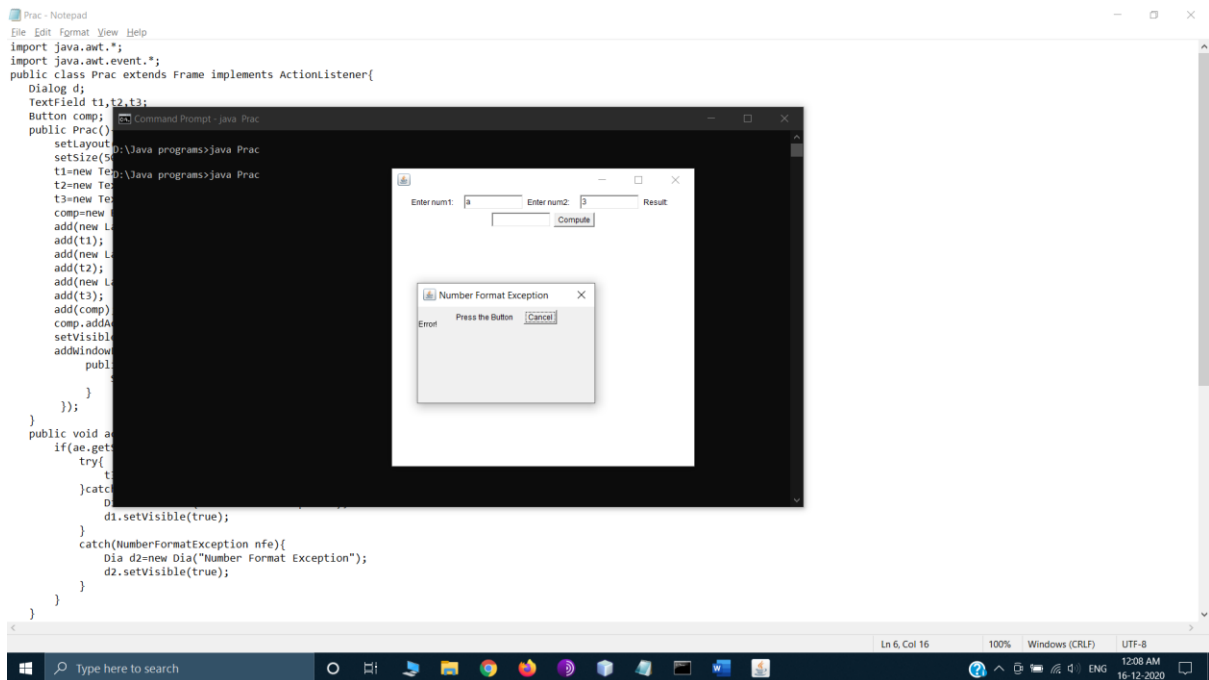 Prac - Notepad
File Edit Format View Help
import java.awt.*;
import java.awt.event.*;
public class Prac extends Frame implements ActionListener{
Dialog d;
TextField t1,t2,t3;
Button comp;
public Prac()
setLayout
setSize(50
t1=new Te
t2=new Te
t3=new Te
comp=new
add(new La
add(t1);
add(new La
add(t2);
add(new La
add(t3);
add(comp)
comp.addA
setVisible
addWindow
publ
}
});
}
public void a
if(ae.get
try{
t
}catc
D
d1.setVisible(true);
}
catch(NumberFormatException nfe){
Dia d2=new Dia("Number Format Exception");
d2.setVisible(true);
}
}
}
Command Prompt - java Prac
D:\Java programs>java Prac
D:\Java programs>java Prac
Enter num1: a Enter num2: 3 Result:
Compute
Number Format Exception
Error! Press the Button Cancel
Ln 6, Col 16 100% Windows (CRLF) UTF-8
Type here to search
ENG 12:08 AM
16-12-2020